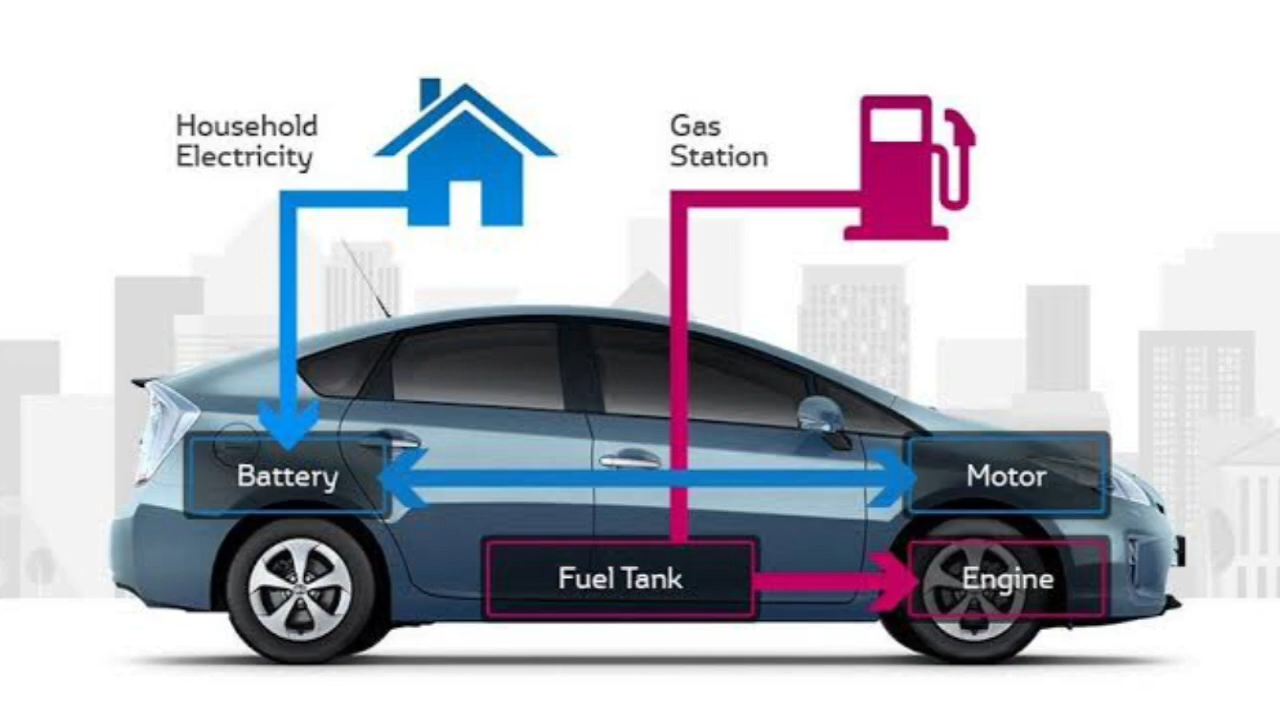 Household
Electricity
Gas
Station
Battery
Motor
Fuel Tank
Engine